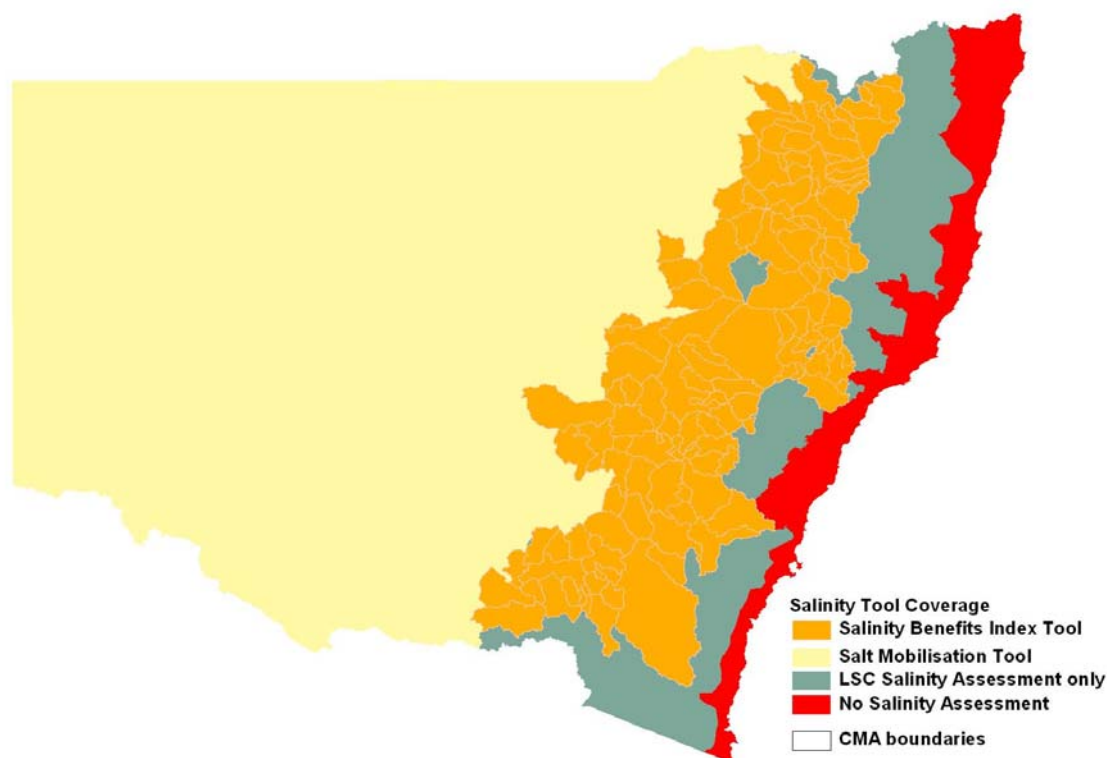 Salinity Tool Coverage
Salinity Benefits Index Tool
Salt Mobilisation Tool
LSC Salinity Assessment only
No Salinity Assessment
CMA boundaries